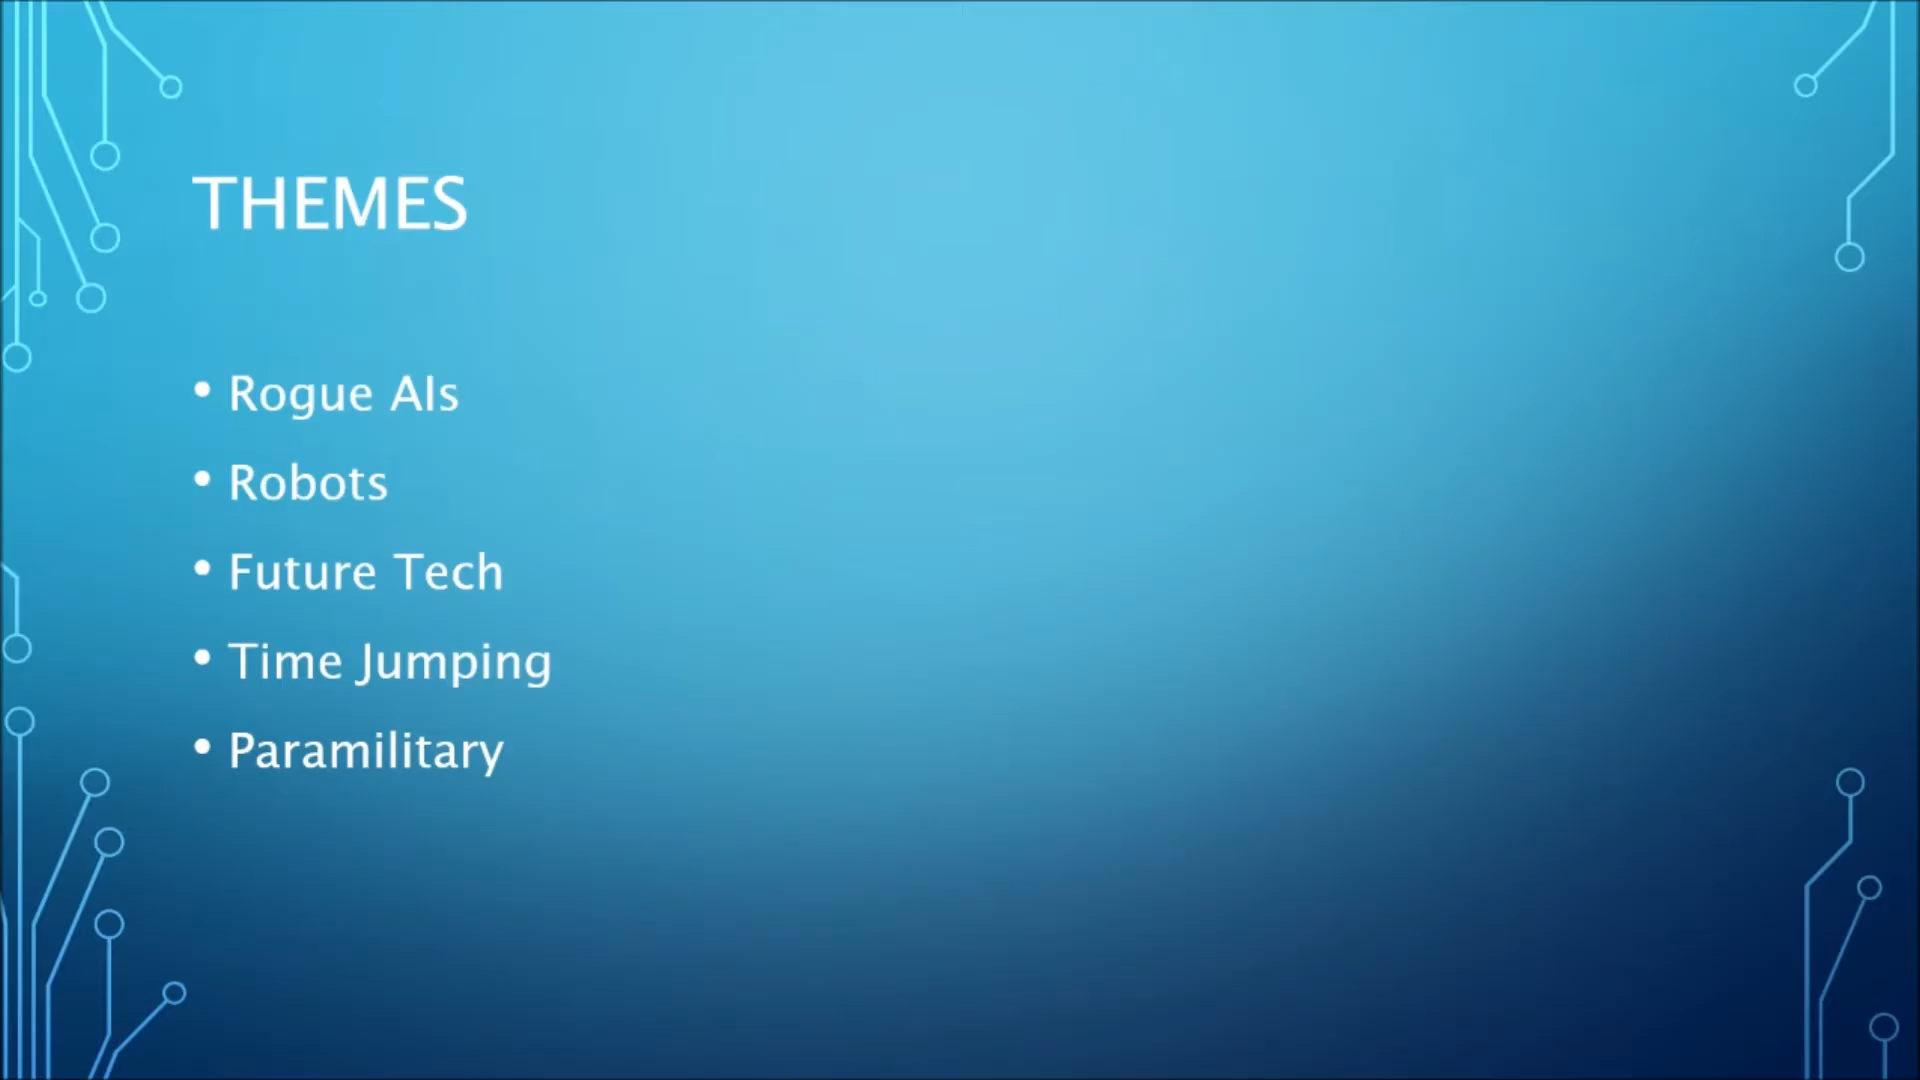 THEMES
• Rogue AIs
• Robots
• Future Tech
• Time Jumping
• Paramilitary